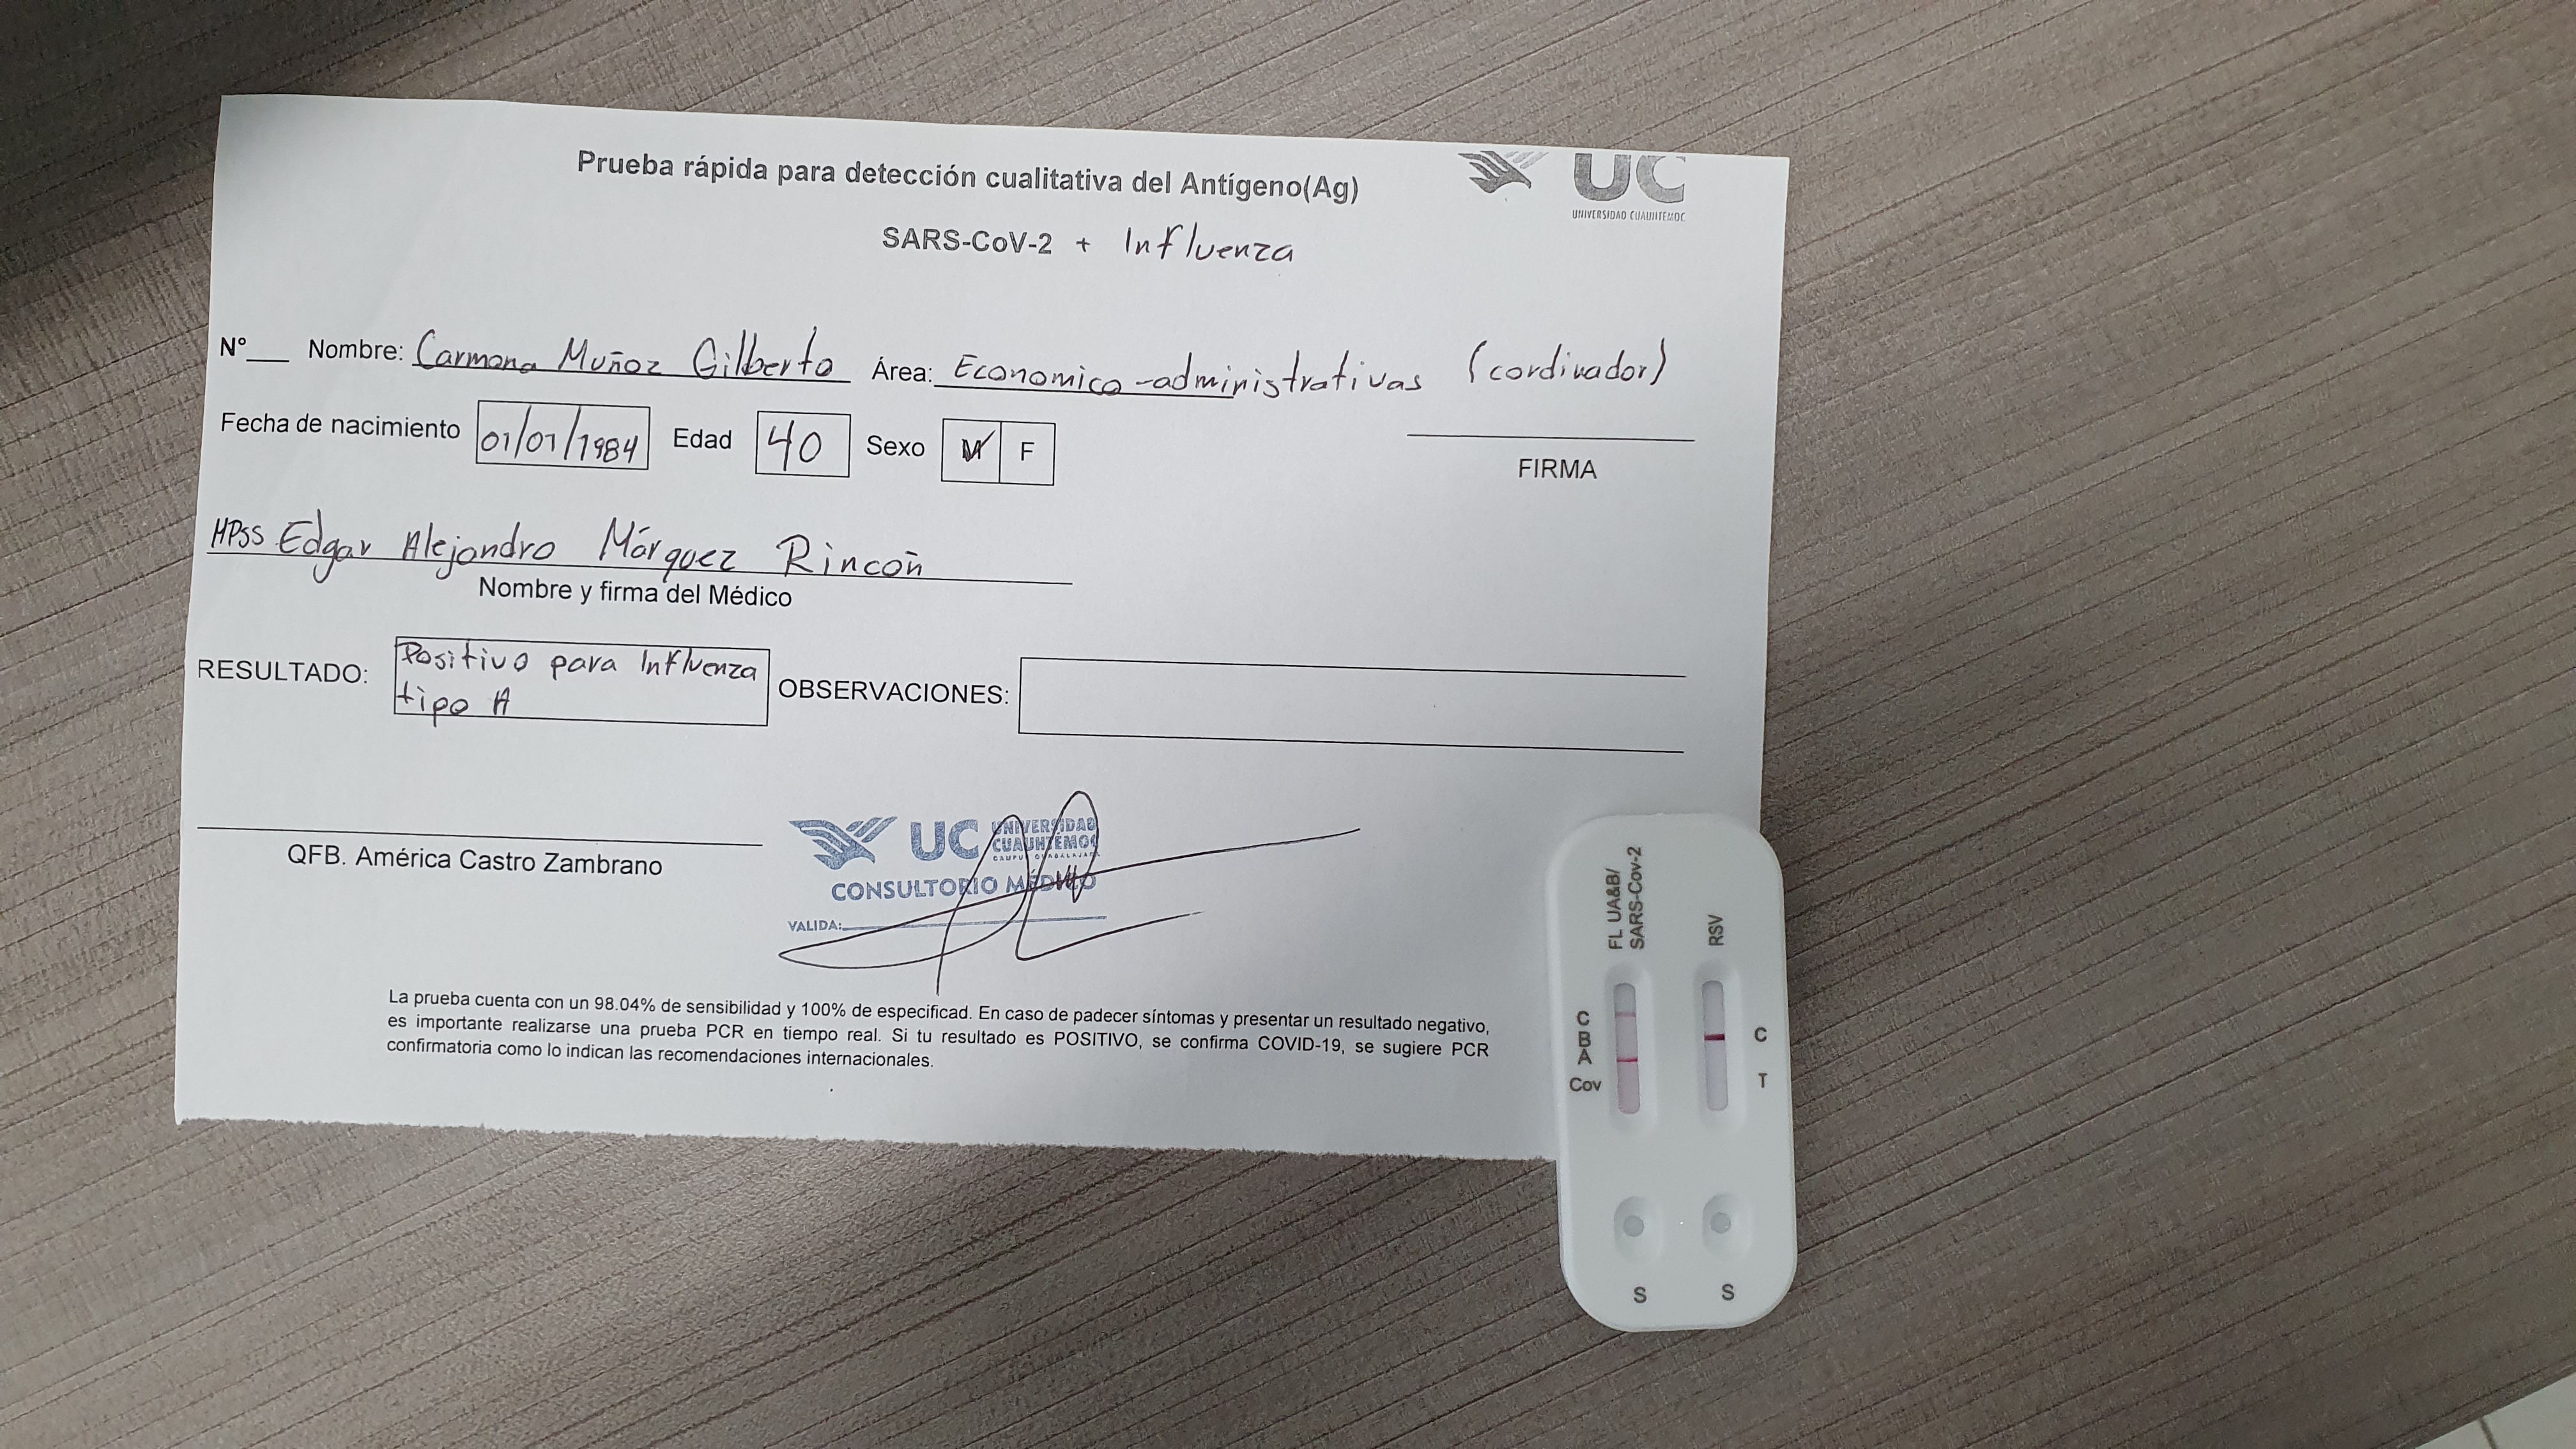 Prueba rápida para detección cualitativa del Antígeno(Ag)
UC
UNIVERSIDAD CUAUHTÉMOC
SARS-CoV-2 + Influenza
N°__ Nombre: Carmona Muñoz Gilberto Área: Economico-administrativas (cordinador)
Fecha de nacimiento 01/01/1984 Edad 40 Sexo M F
FIRMA
MPSS Edgar Alejandro Márquez Rincón
Nombre y firma del Médico
RESULTADO: Positivo para Influenza
tipo A
OBSERVACIONES:
QFB. América Castro Zambrano
UC UNIVERSIDAD
CUAUHTÉMOC
CAMPUS GUADALAJARA
CONSULTORIO MÉDICO
VALIDA:
La prueba cuenta con un 98.04% de sensibilidad y 100% de especificad. En caso de padecer síntomas y presentar un resultado negativo,
es importante realizarse una prueba PCR en tiempo real. Si tu resultado es POSITIVO, se confirma COVID-19, se sugiere PCR
confirmatoria como lo indican las recomendaciones internacionales.
FL UA&B/
SARS-Cov-2
RSV
C
B
A
Cov
C
T
S
S